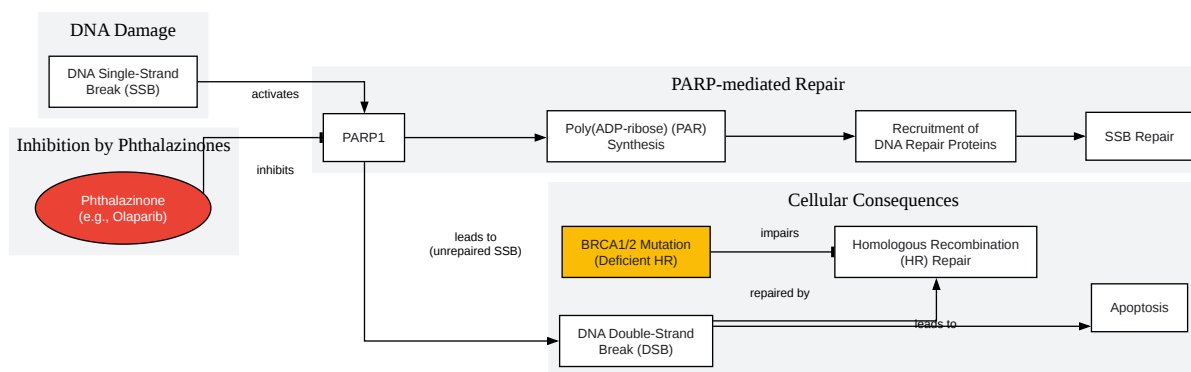 DNA Damage
DNA Single-Strand
Break (SSB)
activates
PARP-mediated Repair
PARP1
Poly(ADP-ribose) (PAR)
Synthesis
Recruitment of
DNA Repair Proteins
SSB Repair
Inhibition by Phthalazinones
inhibits
Phthalazinone
(e.g., Olaparib)
leads to
(unrepaired SSB)
Cellular Consequences
BRCA1/2 Mutation
(Deficient HR)
impairs
Homologous Recombination
(HR) Repair
repaired by
DNA Double-Strand
Break (DSB)
leads to
Apoptosis